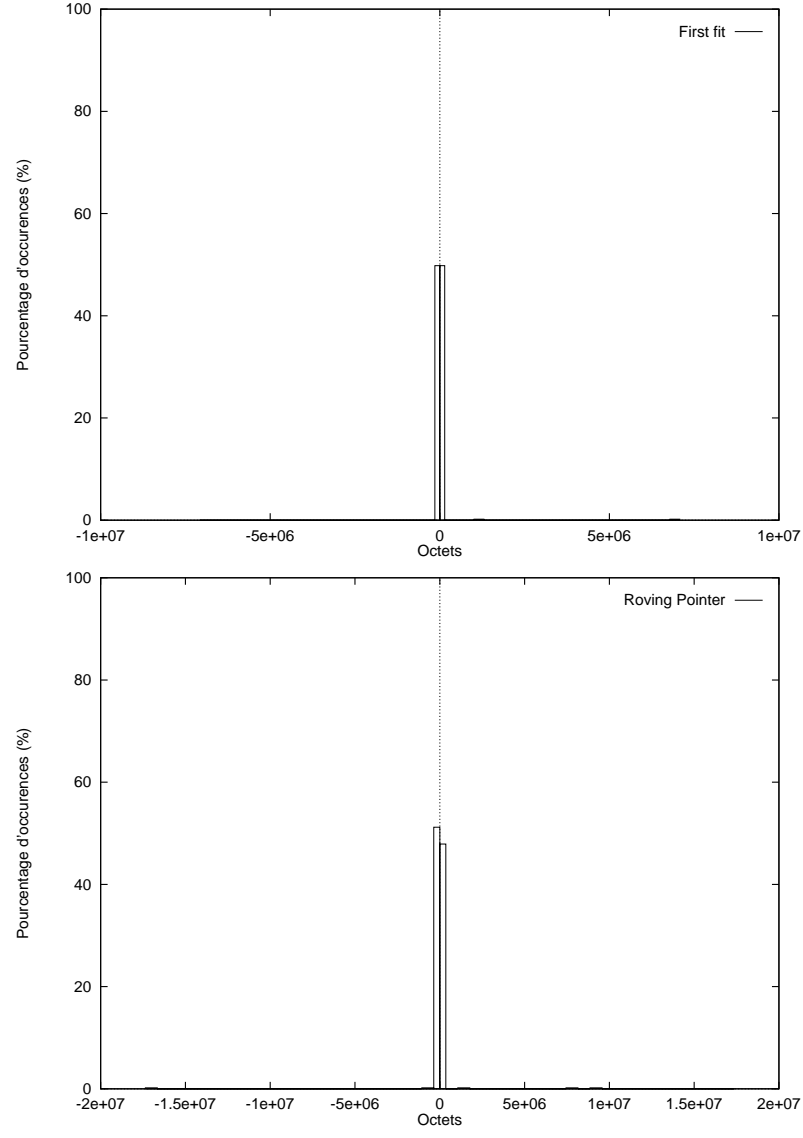 100
First fit
80
60
40
20
0
Pourcentage d'occurences (%)
-1e+07 -5e+06 0 5e+06 1e+07
Octets
100
Roving Pointer
80
60
40
20
0
Pourcentage d'occurences (%)
-2e+07 -1.5e+07 -1e+07 -5e+06 0 5e+06 1e+07 1.5e+07 2e+07
Octets